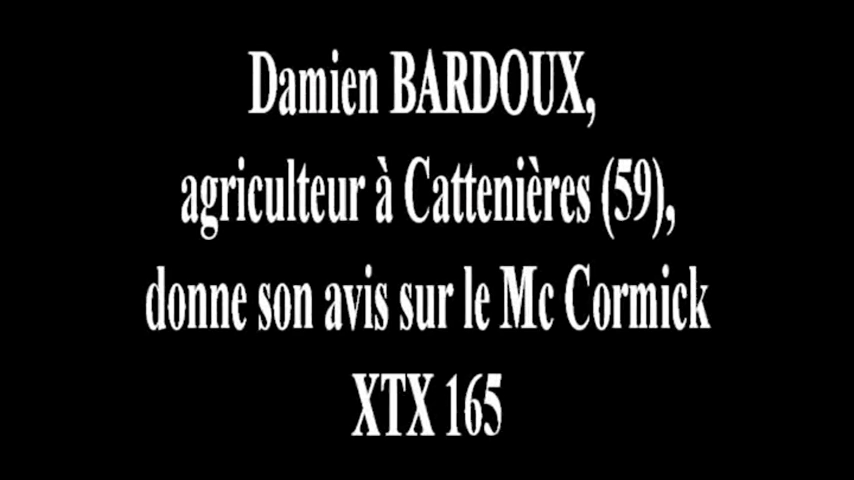 Damien BARDOUX,
agriculteur à Cattenières (59),
donne son avis sur le Mc Cormick
XTX 165